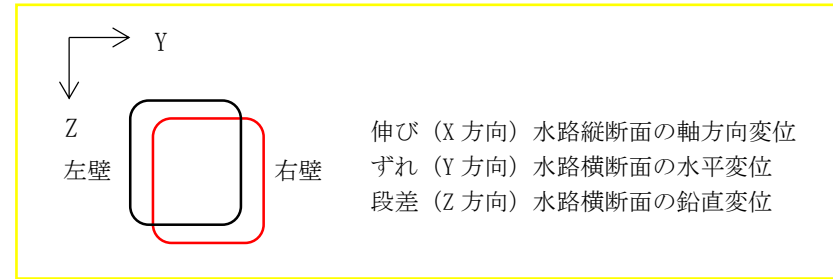 Y
Z
左壁
右壁
伸び（X 方向）水路縦断面の軸方向変位
ずれ（Y 方向）水路横断面の水平変位
段差（Z 方向）水路横断面の鉛直変位